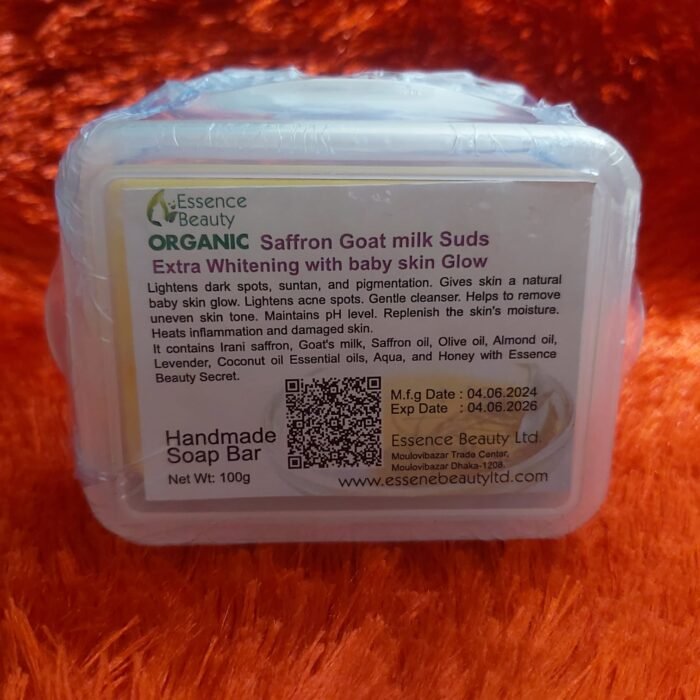 Essence
Beauty
ORGANIC Saffron Goat milk Suds
Extra Whitening with baby skin Glow
Lightens dark spots, suntan, and pigmentation. Gives skin a natural
baby skin glow. Lightens acne spots. Gentle cleanser. Helps to remove
uneven skin tone. Maintains pH level. Replenish the skin's moisture.
Heats inflammation and damaged skin.
It contains Irani saffron, Goat's milk, Saffron oil, Olive oil, Almond oil,
Levender, Coconut oil Essential oils, Aqua, and Honey with Essence
Beauty Secret.
M.f.g Date : 04.06.2024
Exp Date : 04.06.2026
Handmade
Soap Bar
Net Wt: 100g
Essence Beauty Ltd.
Moulovibazar Trade Center,
Moulovibazar Dhaka-1208.
www.essenebeautyltd.com